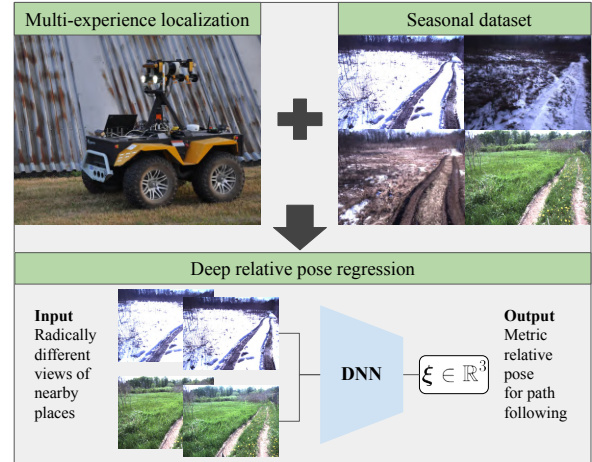 Multi-experience localization
Seasonal dataset
Deep relative pose regression
Input
Radically
different
views of
nearby
places
DNN
ξ ∈ ℝ³
Output
Metric
relative
pose
for path
following